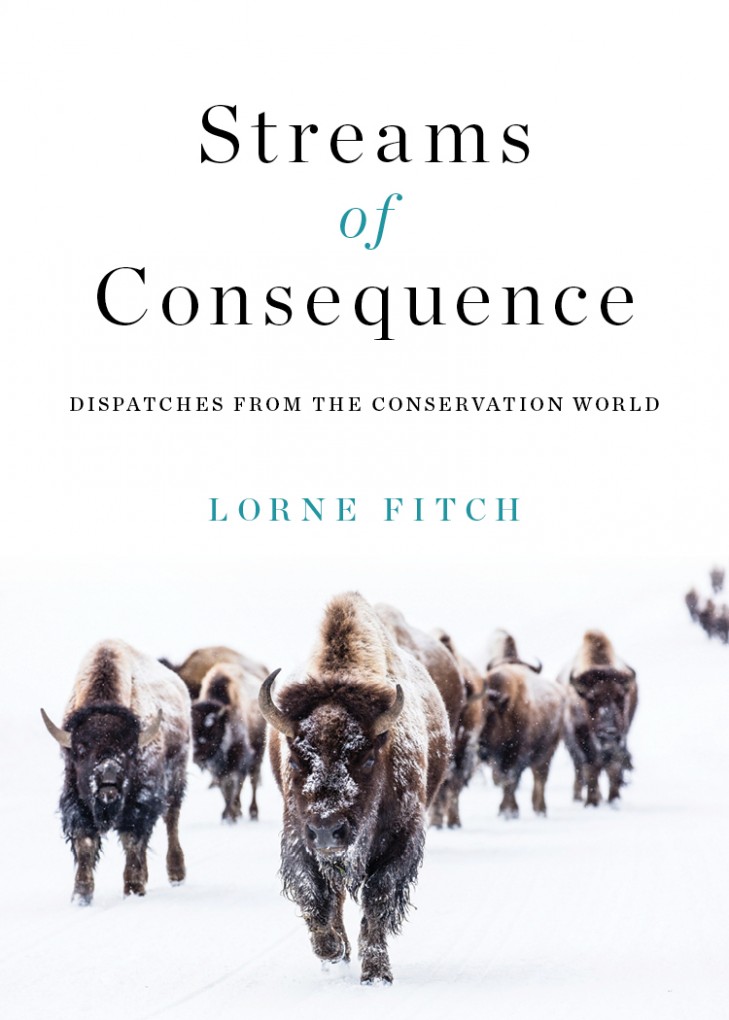 Streams
of
Consequence
DISPATCHES FROM THE CONSERVATION WORLD
LORNE FITCH